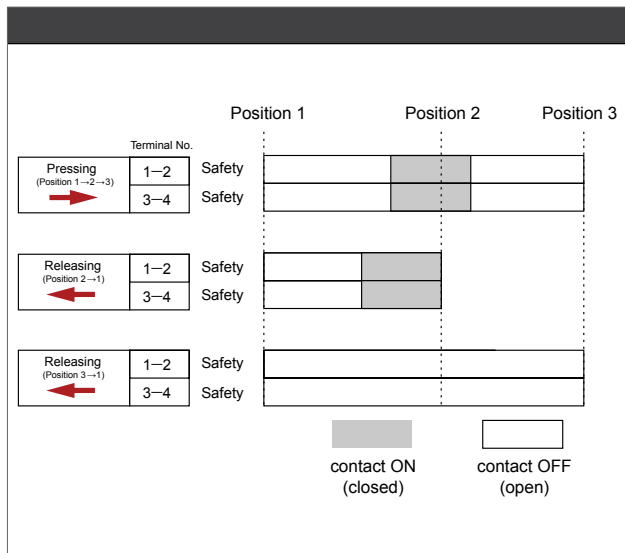 Position 1 Position 2 Position 3
Terminal No.
Pressing
(Position 1→2→3)
1—2 Safety
3—4 Safety
Releasing
(Position 2→1)
1—2 Safety
3—4 Safety
Releasing
(Position 3→1)
1—2 Safety
3—4 Safety
contact ON
(closed)
contact OFF
(open)